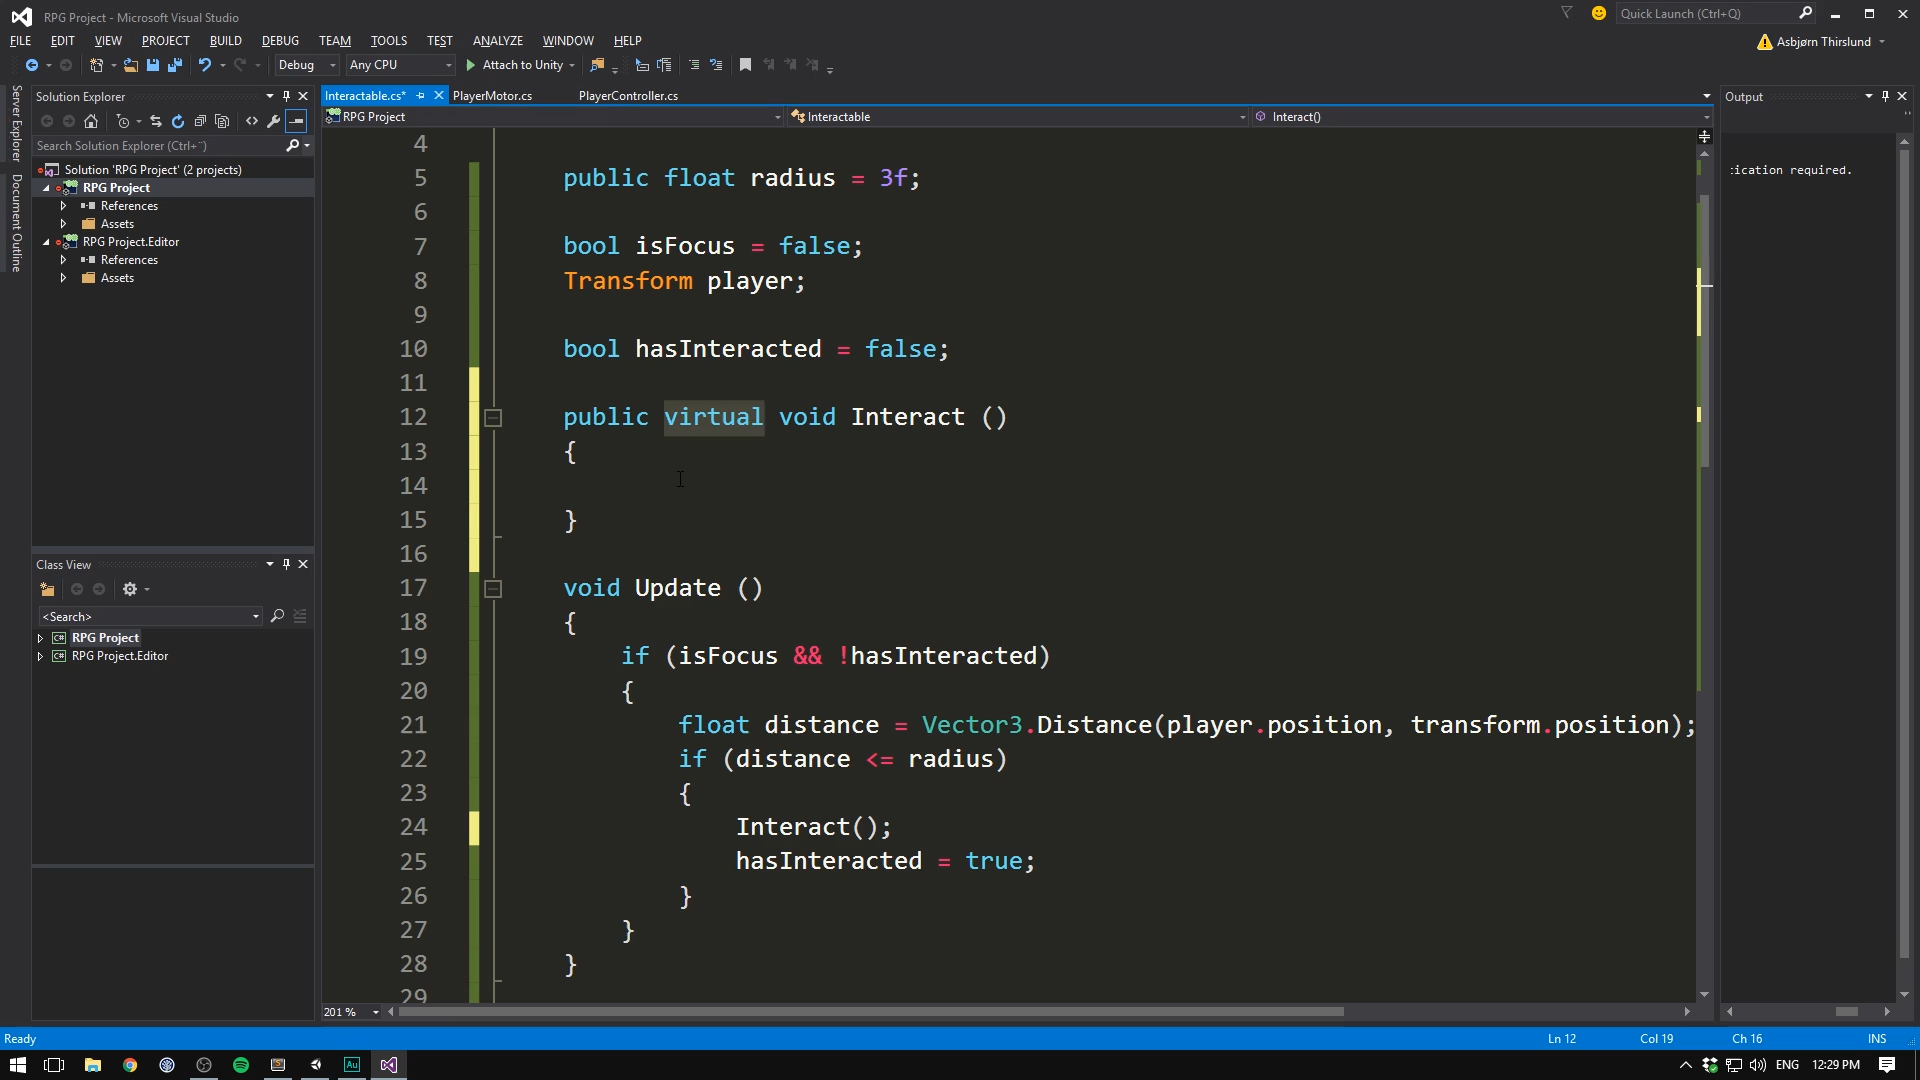 RPG Project - Microsoft Visual Studio
Quick Launch (Ctrl+Q)
FILE EDIT VIEW PROJECT BUILD DEBUG TEAM TOOLS TEST ANALYZE WINDOW HELP
Asbjørn Thirslund
Debug Any CPU Attach to Unity
Server Explorer
Document Outline
Solution Explorer
Search Solution Explorer (Ctrl+¨)
Solution 'RPG Project' (2 projects)
RPG Project
References
Assets
RPG Project.Editor
References
Assets
Class View
<Search>
RPG Project
RPG Project.Editor
Interactable.cs* PlayerMotor.cs PlayerController.cs
RPG Project Interactable Interact()
4
5 public float radius = 3f;
6
7 bool isFocus = false;
8 Transform player;
9
10 bool hasInteracted = false;
11
12 public virtual void Interact ()
13 {
14
15 }
16
17 void Update ()
18 {
19 if (isFocus && !hasInteracted)
20 {
21 float distance = Vector3.Distance(player.position, transform.position);
22 if (distance <= radius)
23 {
24 Interact();
25 hasInteracted = true;
26 }
27 }
28 }
29
201 %
Output
ication required.
Ready Ln 12 Col 19 Ch 16 INS
Au
ENG 12:29 PM